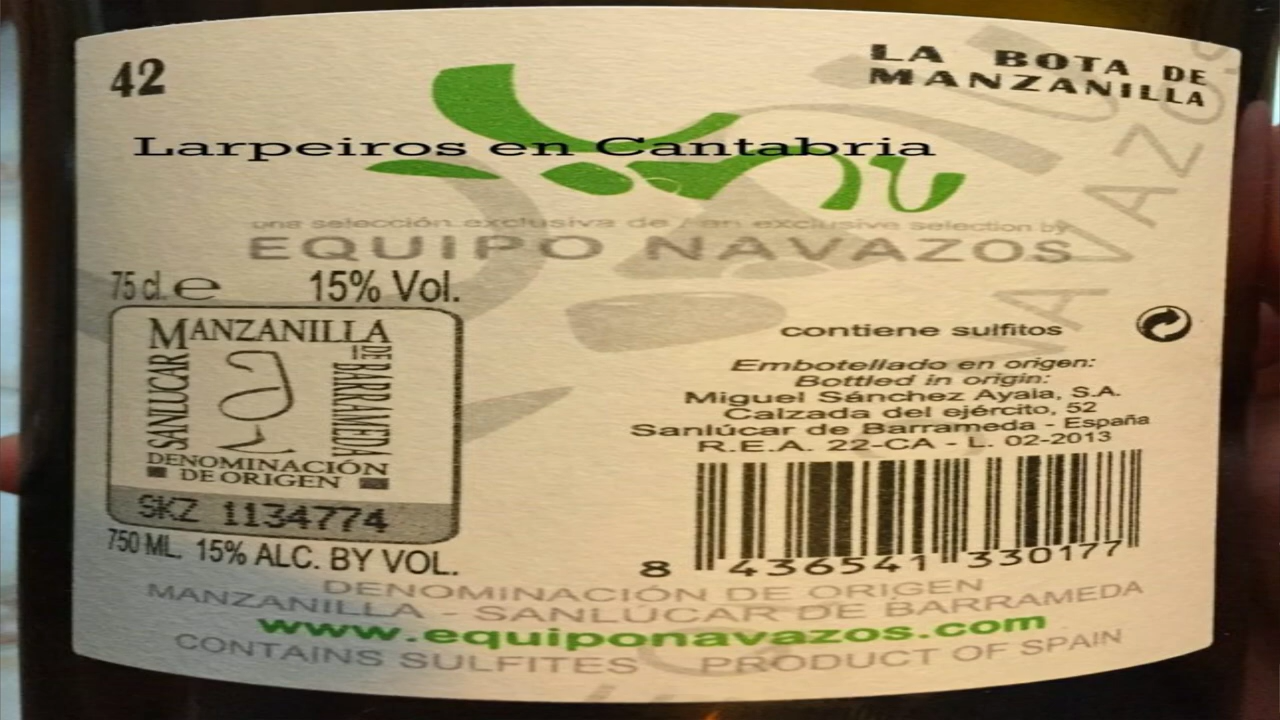 42
LA BOTA DE
MANZANILLA
NAVAZOS
Larpeiros en Cantabria
una selección exclusiva de / an exclusive selection by
EQUIPO NAVAZOS
75 cl. e 15% Vol.
MANZANILLA
SANLUCAR
DE BARRAMEDA
DENOMINACIÓN
DE ORIGEN
SKZ 1134774
750 ML. 15% ALC. BY VOL.
contiene sulfitos
Embotellado en origen:
Bottled in origin:
Miguel Sánchez Ayala, S.A.
Calzada del ejército, 52
Sanlúcar de Barrameda - España
R.E.A. 22-CA - L. 02-2013
8 436541 330177
DENOMINACIÓN DE ORIGEN
MANZANILLA - SANLÚCAR DE BARRAMEDA
www.equiponavazos.com
CONTAINS SULFITES PRODUCT OF SPAIN